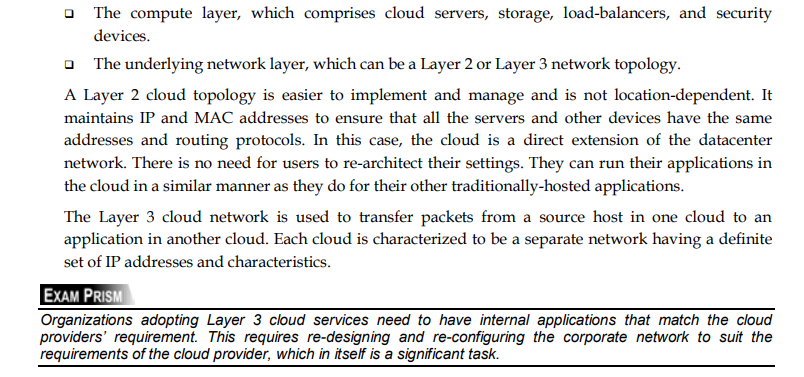 ❑ The compute layer, which comprises cloud servers, storage, load-balancers, and security
devices.
❑ The underlying network layer, which can be a Layer 2 or Layer 3 network topology.
A Layer 2 cloud topology is easier to implement and manage and is not location-dependent. It
maintains IP and MAC addresses to ensure that all the servers and other devices have the same
addresses and routing protocols. In this case, the cloud is a direct extension of the datacenter
network. There is no need for users to re-architect their settings. They can run their applications in
the cloud in a similar manner as they do for their other traditionally-hosted applications.
The Layer 3 cloud network is used to transfer packets from a source host in one cloud to an
application in another cloud. Each cloud is characterized to be a separate network having a definite
set of IP addresses and characteristics.
EXAM PRISM
Organizations adopting Layer 3 cloud services need to have internal applications that match the cloud
providers' requirement. This requires re-designing and re-configuring the corporate network to suit the
requirements of the cloud provider, which in itself is a significant task.